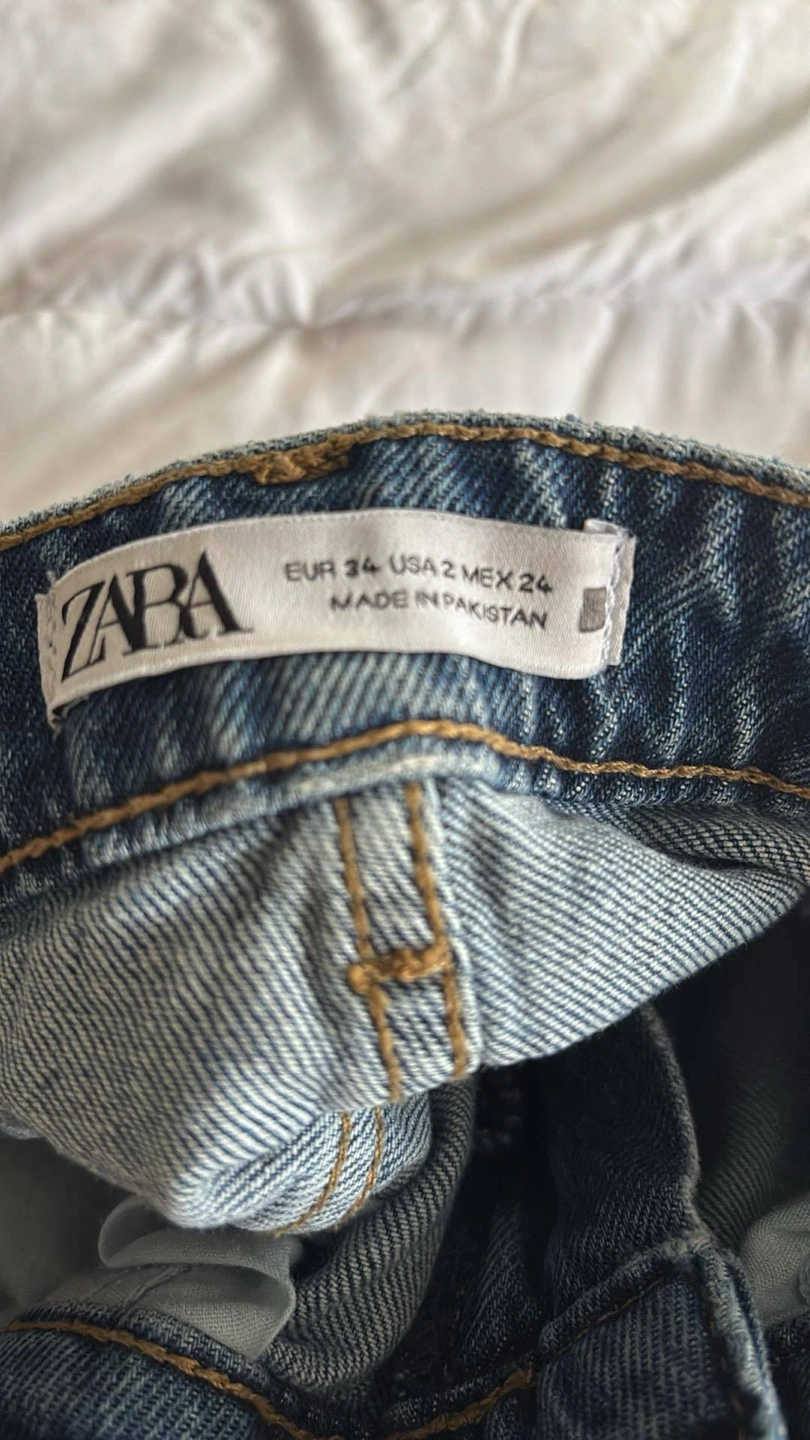 ZARA
EUR 34 USA 2 MEX 24
MADE IN PAKISTAN